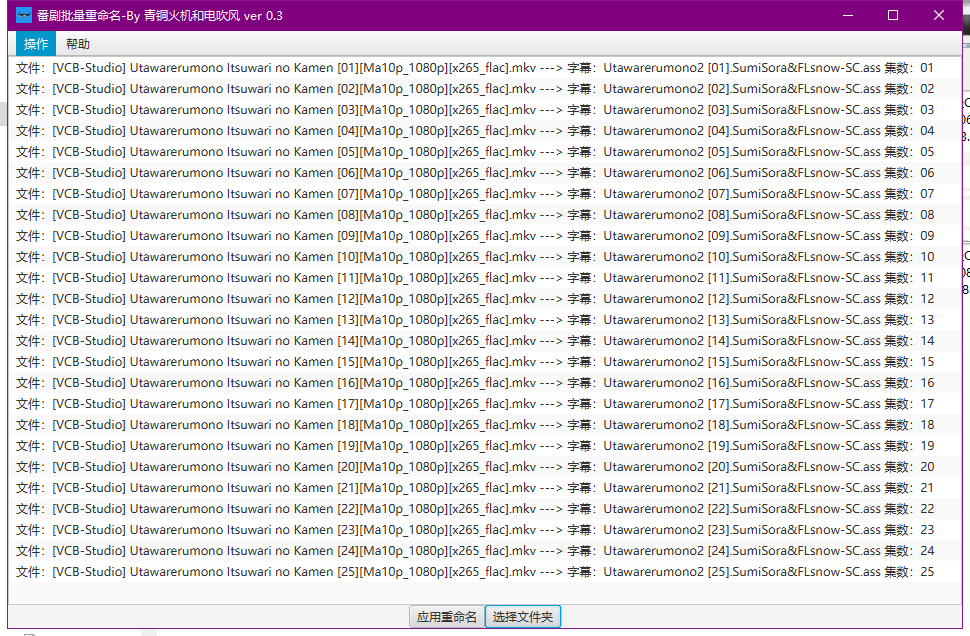 番剧批量重命名-By 青铜火机和电吹风 ver 0.3
操作 帮助
文件：[VCB-Studio] Utawarerumono Itsuwari no Kamen [01][Ma10p_1080p][x265_flac].mkv ---> 字幕：Utawarerumono2 [01].SumiSora&FLsnow-SC.ass 集数：01
文件：[VCB-Studio] Utawarerumono Itsuwari no Kamen [02][Ma10p_1080p][x265_flac].mkv ---> 字幕：Utawarerumono2 [02].SumiSora&FLsnow-SC.ass 集数：02
文件：[VCB-Studio] Utawarerumono Itsuwari no Kamen [03][Ma10p_1080p][x265_flac].mkv ---> 字幕：Utawarerumono2 [03].SumiSora&FLsnow-SC.ass 集数：03
文件：[VCB-Studio] Utawarerumono Itsuwari no Kamen [04][Ma10p_1080p][x265_flac].mkv ---> 字幕：Utawarerumono2 [04].SumiSora&FLsnow-SC.ass 集数：04
文件：[VCB-Studio] Utawarerumono Itsuwari no Kamen [05][Ma10p_1080p][x265_flac].mkv ---> 字幕：Utawarerumono2 [05].SumiSora&FLsnow-SC.ass 集数：05
文件：[VCB-Studio] Utawarerumono Itsuwari no Kamen [06][Ma10p_1080p][x265_flac].mkv ---> 字幕：Utawarerumono2 [06].SumiSora&FLsnow-SC.ass 集数：06
文件：[VCB-Studio] Utawarerumono Itsuwari no Kamen [07][Ma10p_1080p][x265_flac].mkv ---> 字幕：Utawarerumono2 [07].SumiSora&FLsnow-SC.ass 集数：07
文件：[VCB-Studio] Utawarerumono Itsuwari no Kamen [08][Ma10p_1080p][x265_flac].mkv ---> 字幕：Utawarerumono2 [08].SumiSora&FLsnow-SC.ass 集数：08
文件：[VCB-Studio] Utawarerumono Itsuwari no Kamen [09][Ma10p_1080p][x265_flac].mkv ---> 字幕：Utawarerumono2 [09].SumiSora&FLsnow-SC.ass 集数：09
文件：[VCB-Studio] Utawarerumono Itsuwari no Kamen [10][Ma10p_1080p][x265_flac].mkv ---> 字幕：Utawarerumono2 [10].SumiSora&FLsnow-SC.ass 集数：10
文件：[VCB-Studio] Utawarerumono Itsuwari no Kamen [11][Ma10p_1080p][x265_flac].mkv ---> 字幕：Utawarerumono2 [11].SumiSora&FLsnow-SC.ass 集数：11
文件：[VCB-Studio] Utawarerumono Itsuwari no Kamen [12][Ma10p_1080p][x265_flac].mkv ---> 字幕：Utawarerumono2 [12].SumiSora&FLsnow-SC.ass 集数：12
文件：[VCB-Studio] Utawarerumono Itsuwari no Kamen [13][Ma10p_1080p][x265_flac].mkv ---> 字幕：Utawarerumono2 [13].SumiSora&FLsnow-SC.ass 集数：13
文件：[VCB-Studio] Utawarerumono Itsuwari no Kamen [14][Ma10p_1080p][x265_flac].mkv ---> 字幕：Utawarerumono2 [14].SumiSora&FLsnow-SC.ass 集数：14
文件：[VCB-Studio] Utawarerumono Itsuwari no Kamen [15][Ma10p_1080p][x265_flac].mkv ---> 字幕：Utawarerumono2 [15].SumiSora&FLsnow-SC.ass 集数：15
文件：[VCB-Studio] Utawarerumono Itsuwari no Kamen [16][Ma10p_1080p][x265_flac].mkv ---> 字幕：Utawarerumono2 [16].SumiSora&FLsnow-SC.ass 集数：16
文件：[VCB-Studio] Utawarerumono Itsuwari no Kamen [17][Ma10p_1080p][x265_flac].mkv ---> 字幕：Utawarerumono2 [17].SumiSora&FLsnow-SC.ass 集数：17
文件：[VCB-Studio] Utawarerumono Itsuwari no Kamen [18][Ma10p_1080p][x265_flac].mkv ---> 字幕：Utawarerumono2 [18].SumiSora&FLsnow-SC.ass 集数：18
文件：[VCB-Studio] Utawarerumono Itsuwari no Kamen [19][Ma10p_1080p][x265_flac].mkv ---> 字幕：Utawarerumono2 [19].SumiSora&FLsnow-SC.ass 集数：19
文件：[VCB-Studio] Utawarerumono Itsuwari no Kamen [20][Ma10p_1080p][x265_flac].mkv ---> 字幕：Utawarerumono2 [20].SumiSora&FLsnow-SC.ass 集数：20
文件：[VCB-Studio] Utawarerumono Itsuwari no Kamen [21][Ma10p_1080p][x265_flac].mkv ---> 字幕：Utawarerumono2 [21].SumiSora&FLsnow-SC.ass 集数：21
文件：[VCB-Studio] Utawarerumono Itsuwari no Kamen [22][Ma10p_1080p][x265_flac].mkv ---> 字幕：Utawarerumono2 [22].SumiSora&FLsnow-SC.ass 集数：22
文件：[VCB-Studio] Utawarerumono Itsuwari no Kamen [23][Ma10p_1080p][x265_flac].mkv ---> 字幕：Utawarerumono2 [23].SumiSora&FLsnow-SC.ass 集数：23
文件：[VCB-Studio] Utawarerumono Itsuwari no Kamen [24][Ma10p_1080p][x265_flac].mkv ---> 字幕：Utawarerumono2 [24].SumiSora&FLsnow-SC.ass 集数：24
文件：[VCB-Studio] Utawarerumono Itsuwari no Kamen [25][Ma10p_1080p][x265_flac].mkv ---> 字幕：Utawarerumono2 [25].SumiSora&FLsnow-SC.ass 集数：25
应用重命名 选择文件夹